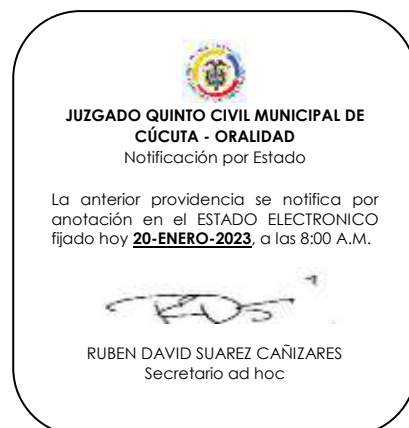 JUZGADO QUINTO CIVIL MUNICIPAL DE
CÚCUTA - ORALIDAD
Notificación por Estado
La anterior providencia se notifica por
anotación en el ESTADO ELECTRONICO
fijado hoy 20-ENERO-2023, a las 8:00 A.M.
RUBEN DAVID SUAREZ CAÑIZARES
Secretario ad hoc